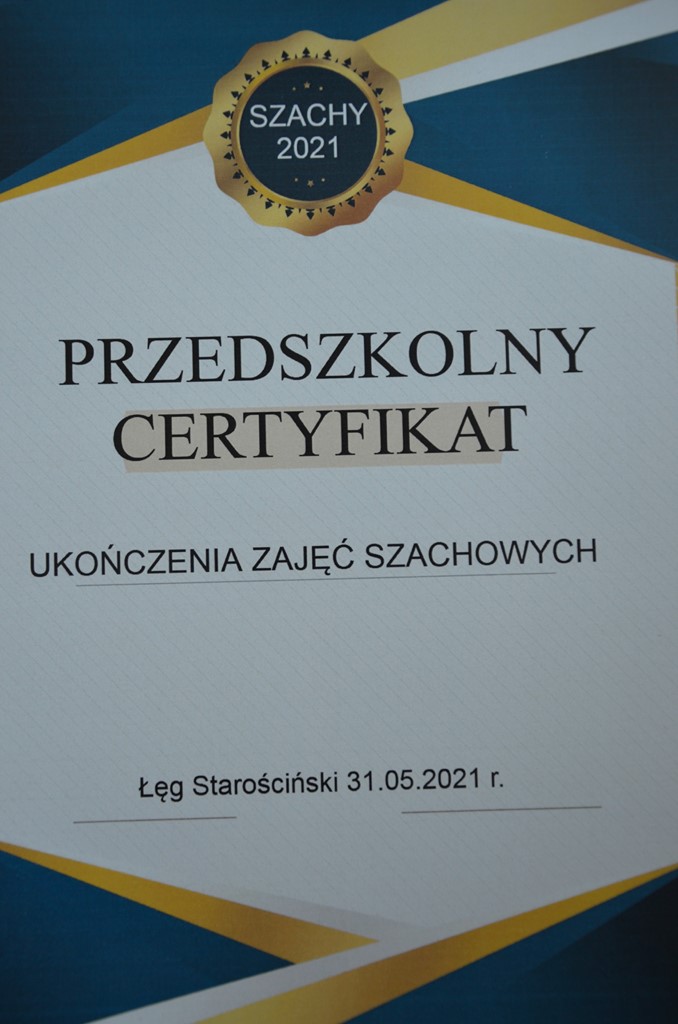 SZACHY
2021
PRZEDSZKOLNY
CERTYFIKAT
UKOŃCZENIA ZAJĘĆ SZACHOWYCH
Łęg Starościński 31.05.2021 r.